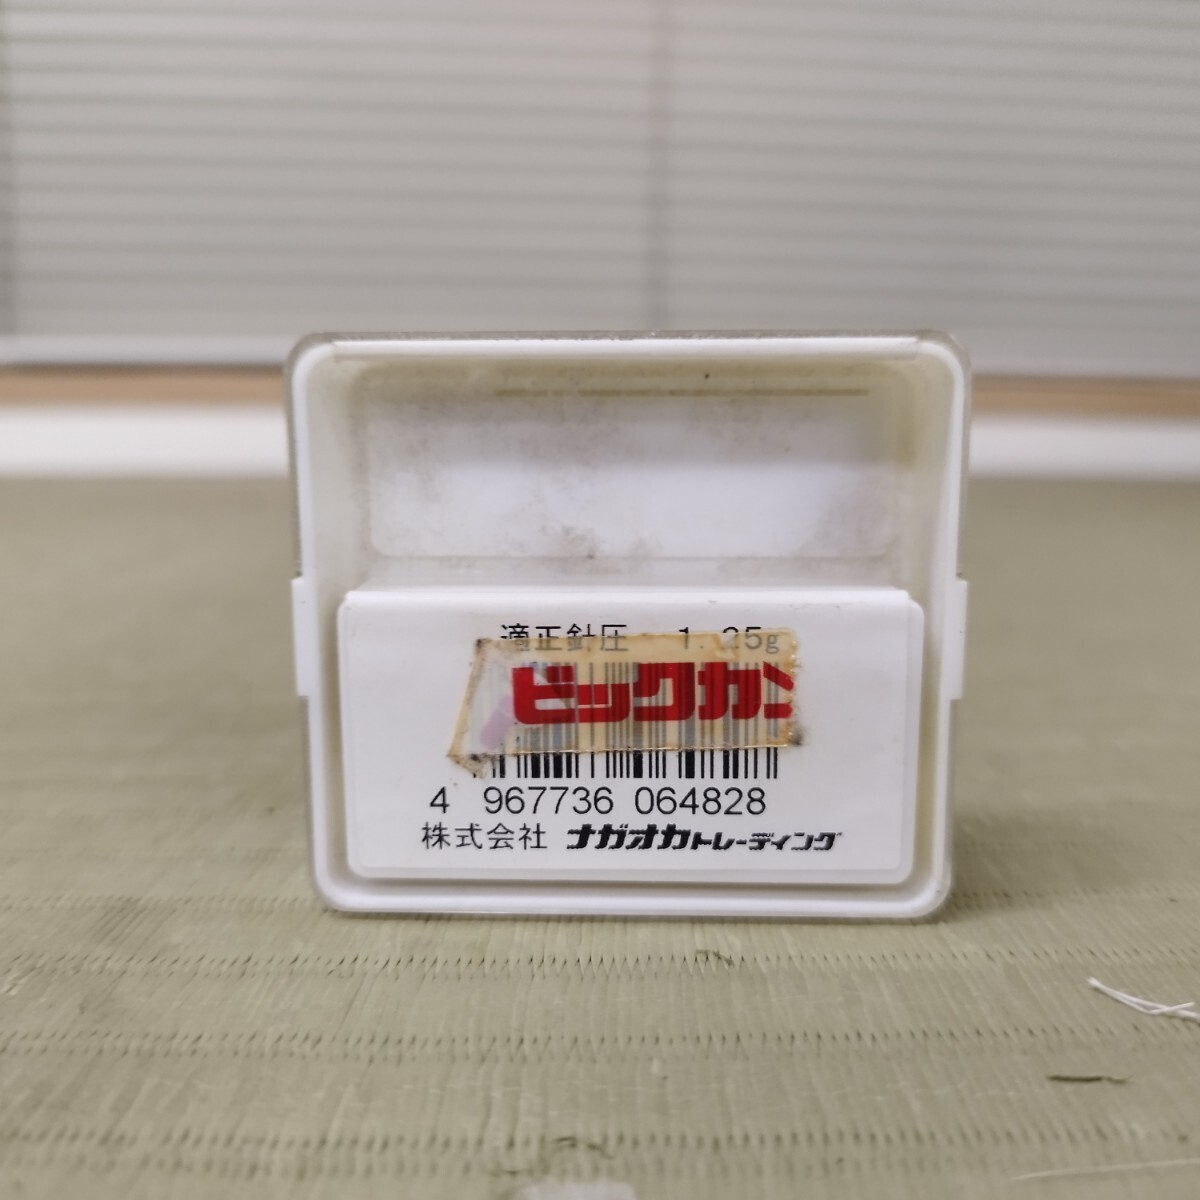 適正針圧 1.25g
ビックカ
4 967736 064828
株式会社 ナガオカトレーディング